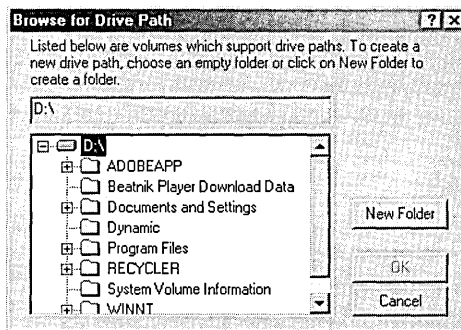 Browse for Drive Path
Listed below are volumes which support drive paths. To create a
new drive path, choose an empty folder or click on New Folder to
create a folder.
D:\
D:\
ADOBEAPP
Beatnik Player Download Data
Documents and Settings
Dynamic
Program Files
RECYCLER
System Volume Information
WINNT
New Folder
OK
Cancel